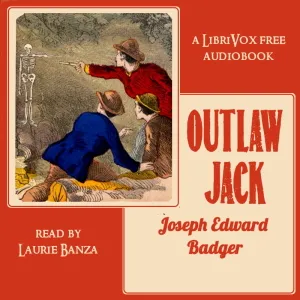 A LIBRIVOX FREE
AUDIOBOOK
OUTLAW
JACK
Joseph Edward
Badger
READ BY
LAURIE BANZA